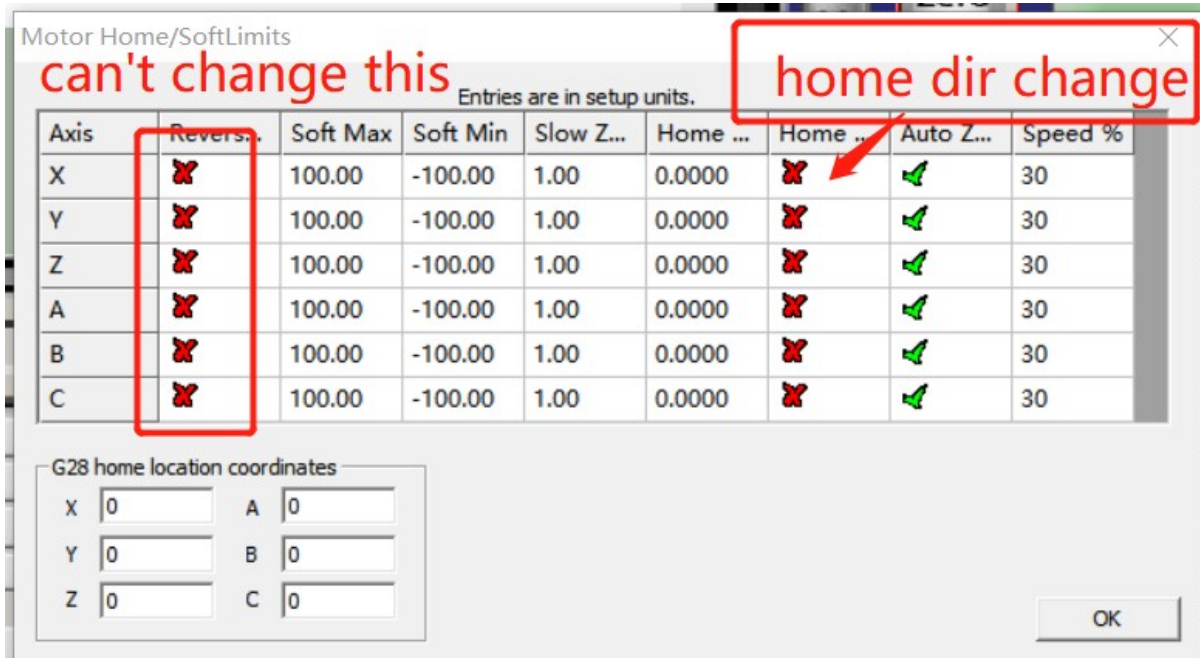 Motor Home/SoftLimits
can't change this
home dir change
Entries are in setup units.
Axis Revers... Soft Max Soft Min Slow Z... Home ... Home ... Auto Z... Speed %
X 100.00 -100.00 1.00 0.0000 30
Y 100.00 -100.00 1.00 0.0000 30
Z 100.00 -100.00 1.00 0.0000 30
A 100.00 -100.00 1.00 0.0000 30
B 100.00 -100.00 1.00 0.0000 30
C 100.00 -100.00 1.00 0.0000 30
G28 home location coordinates
X 0 A 0
Y 0 B 0
Z 0 C 0
OK